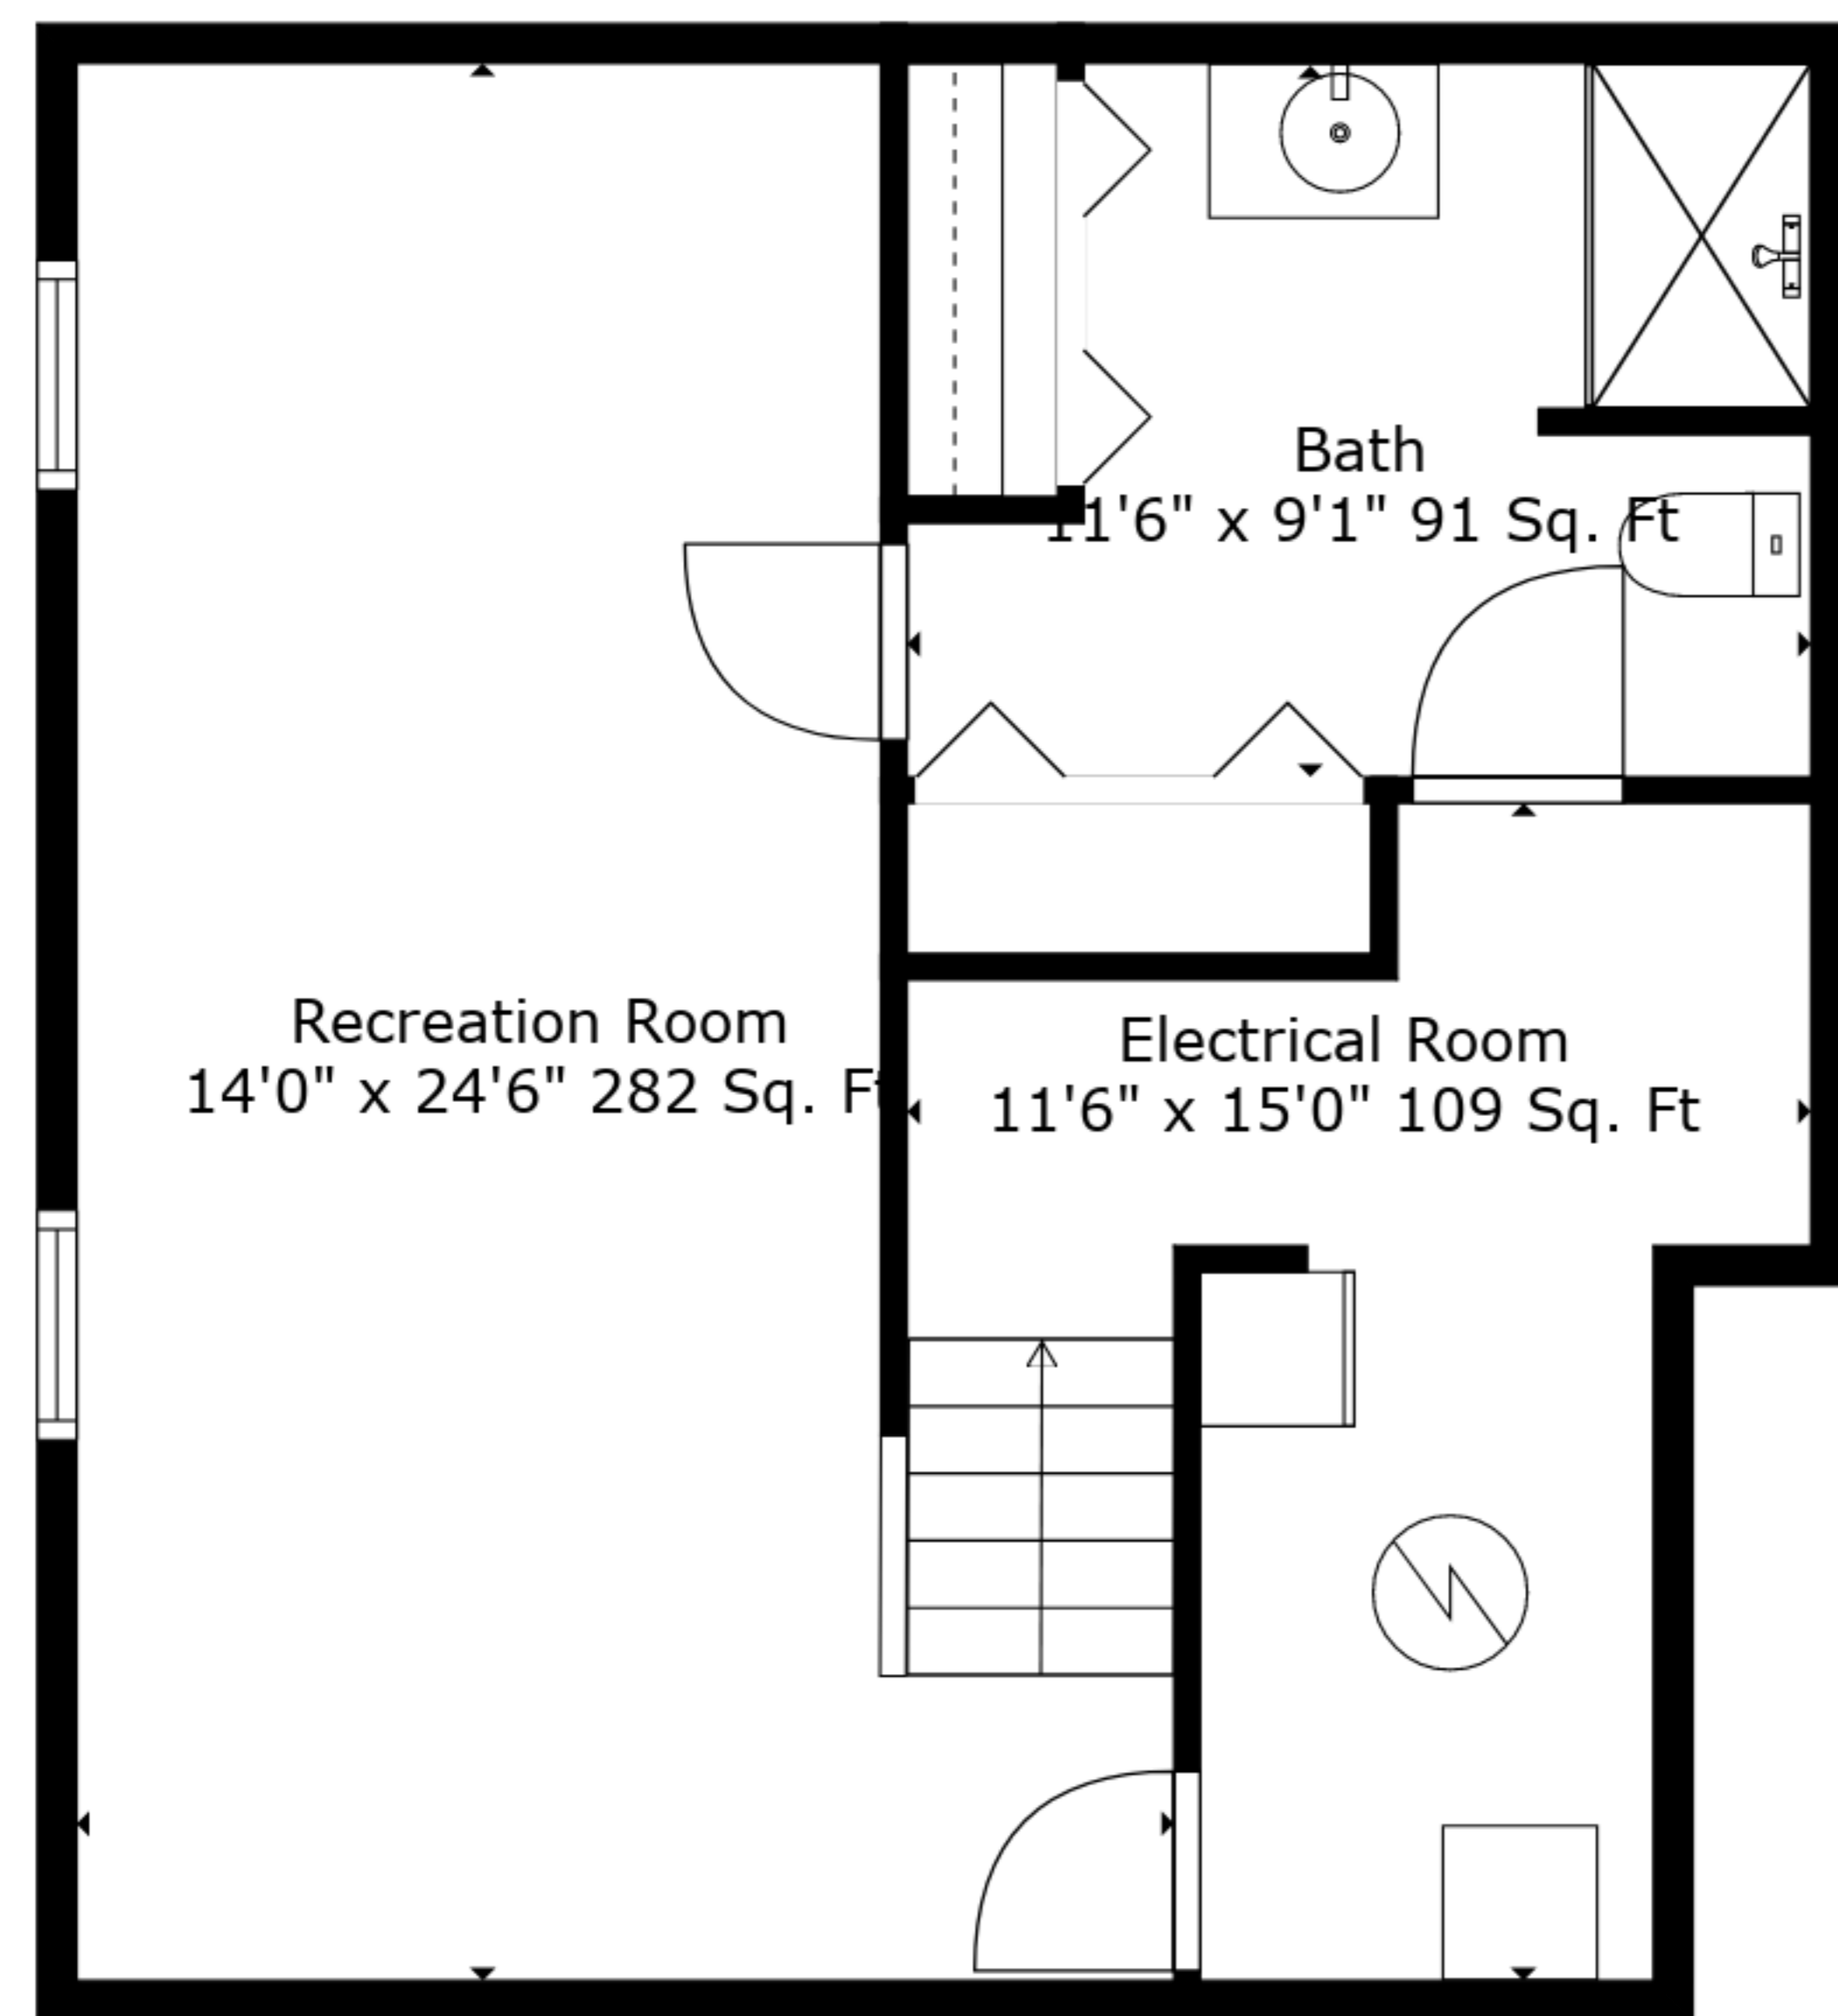 Bath
11'6" x 9'1" 91 Sq. Ft
Recreation Room
14'0" x 24'6" 282 Sq. Ft
Electrical Room
11'6" x 15'0" 109 Sq. Ft